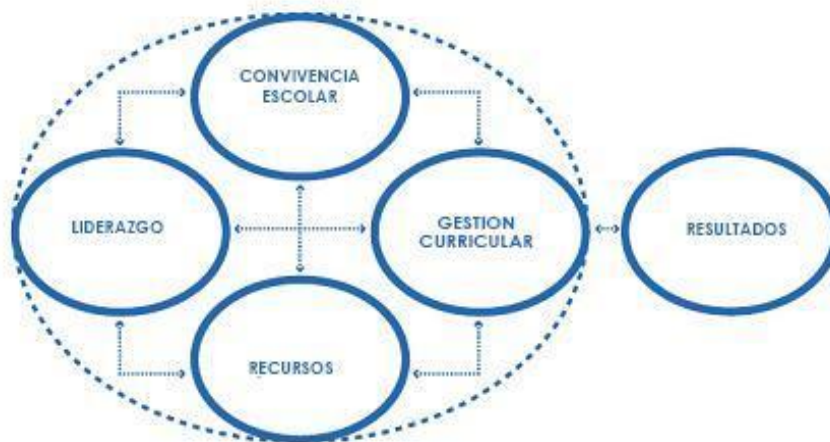 CONVIVENCIA
ESCOLAR
LIDERAZGO
GESTION
CURRICULAR
RESULTADOS
RECURSOS